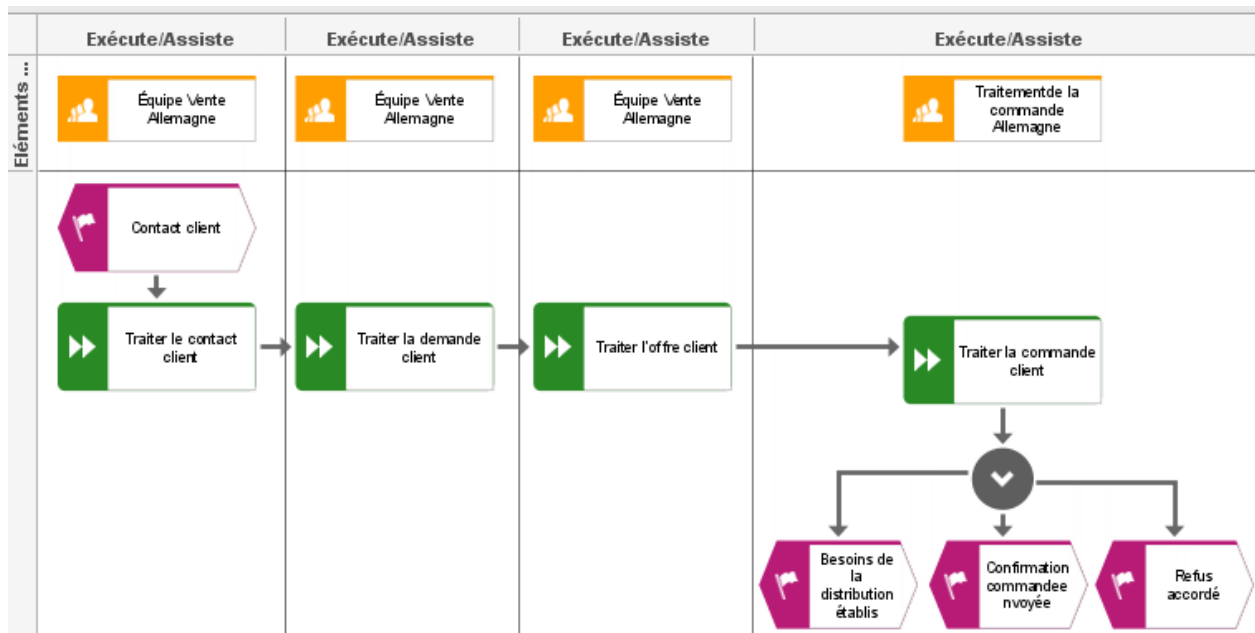 Exécute/Assiste
Exécute/Assiste
Exécute/Assiste
Exécute/Assiste
Eléments ...
Équipe Vente
Allemagne
Équipe Vente
Allemagne
Équipe Vente
Allemagne
Traitementde la
commande
Allemagne
Contact client
Traiter le contact
client
Traiter la demande
client
Traiter l'offre client
Traiter la commande
client
Besoins de
la
distribution
établis
Confirmation
commandee
nvoyée
Refus
accordé